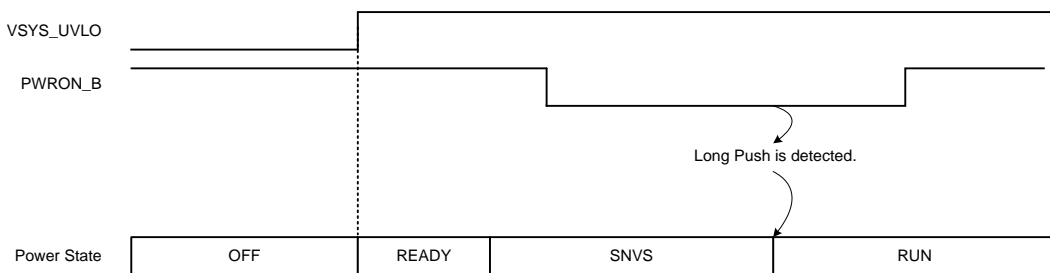 VSYS_UVLO
PWRON_B
Long Push is detected.
Power State
OFF
READY
SNVS
RUN